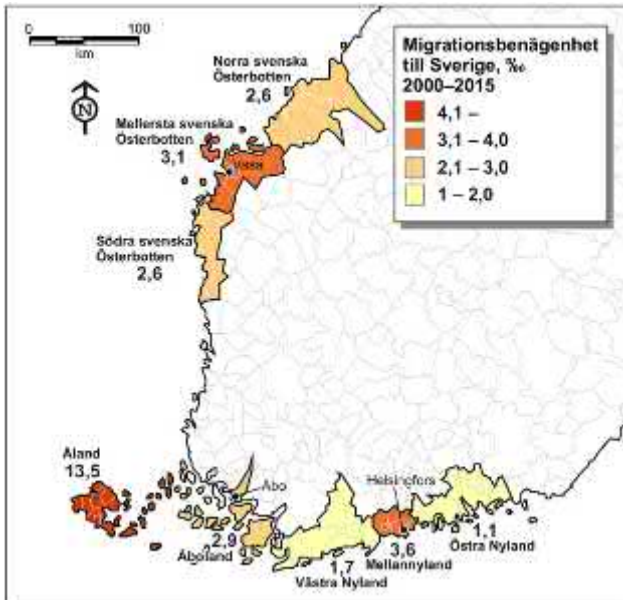 0 100
km
N
Migrationsbenägenhet
till Sverige, ‰
2000–2015
4,1 –
3,1 – 4,0
2,1 – 3,0
1 – 2,0
Norra svenska
Österbotten
2,6
Mellersta svenska
Österbotten
3,1
Vasa
Södra svenska
Österbotten
2,6
Åland
13,5
Åbo
Helsingfors
2,9
Åboland
1,7
Västra Nyland
3,6
Mellannyland
1,1
Östra Nyland